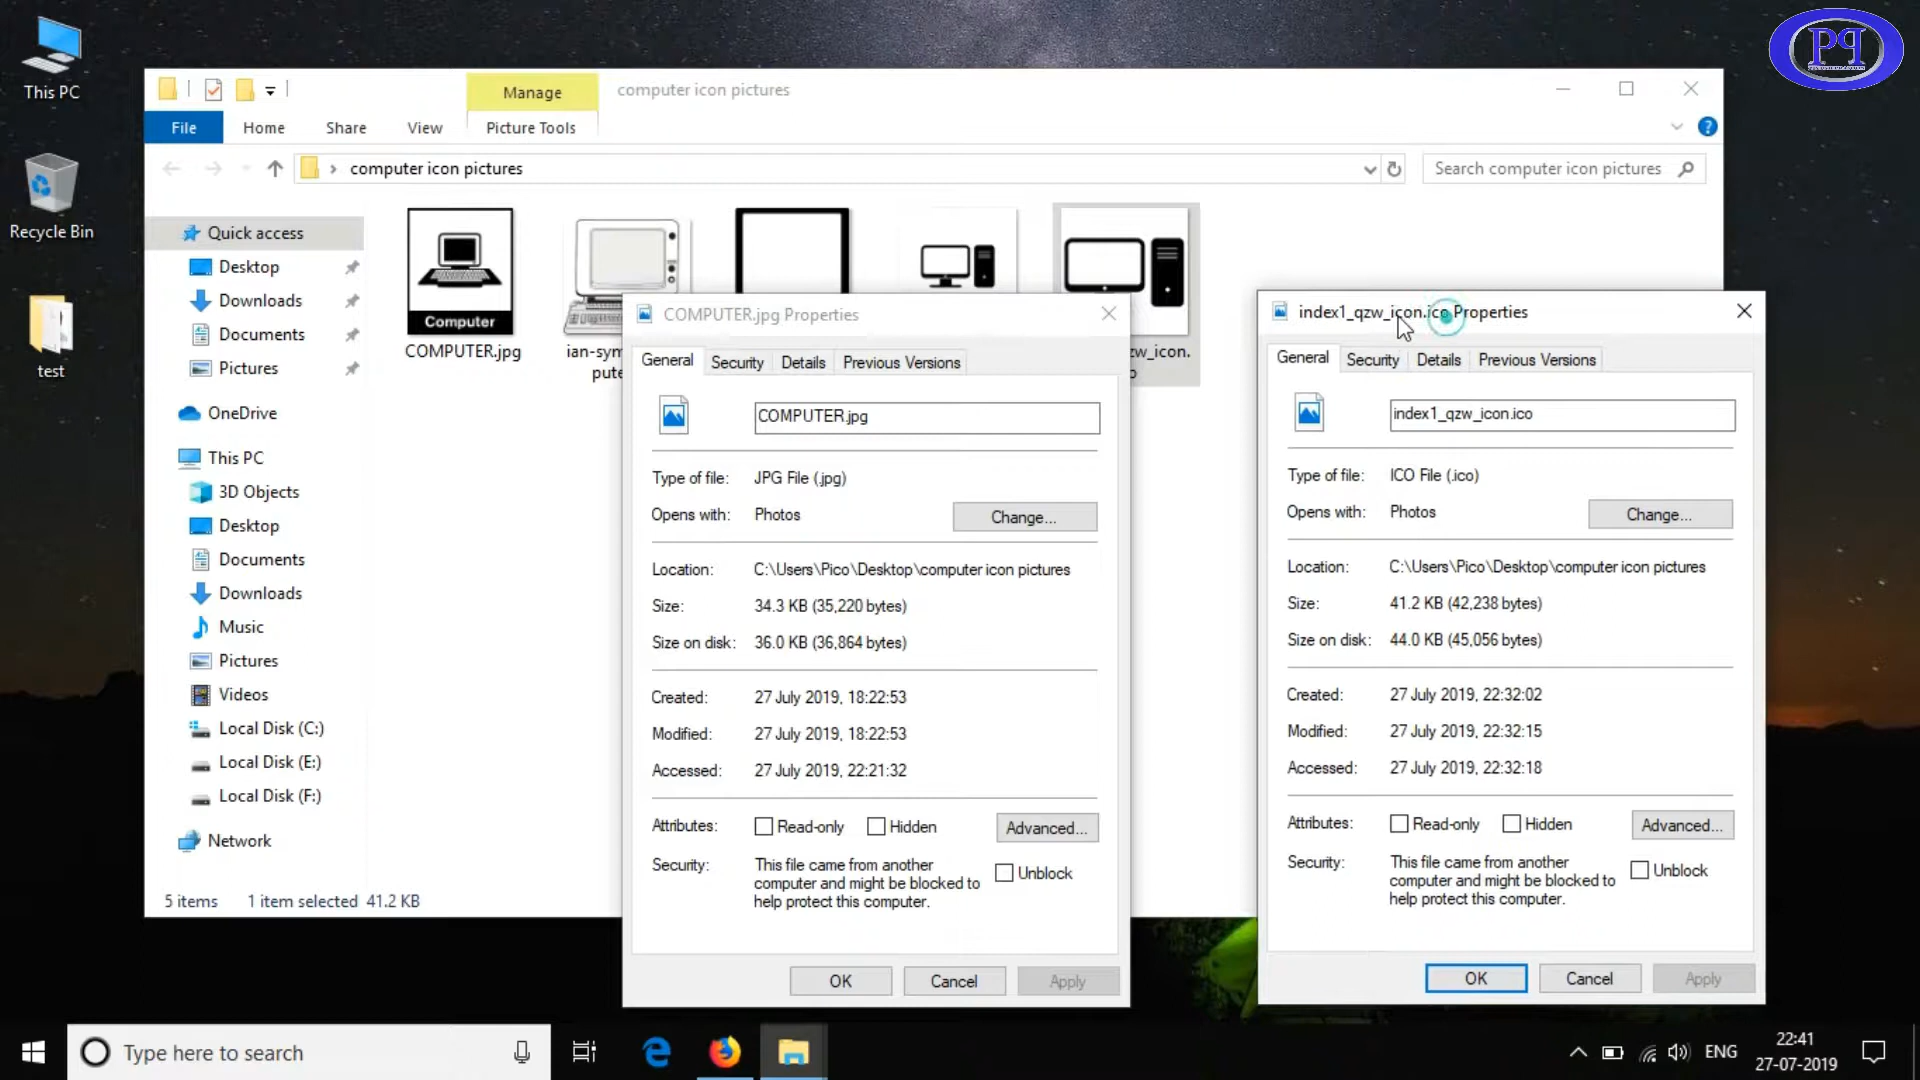 This PC
Recycle Bin
test
Manage
computer icon pictures
File
Home
Share
View
Picture Tools
computer icon pictures
Search computer icon pictures
Quick access
Desktop
Downloads
Documents
Pictures
OneDrive
This PC
3D Objects
Desktop
Documents
Downloads
Music
Pictures
Videos
Local Disk (C:)
Local Disk (E:)
Local Disk (F:)
Network
Computer
COMPUTER.jpg
ian-sym
pute
zw_icon.
5 items 1 item selected 41.2 KB
COMPUTER.jpg Properties
General Security Details Previous Versions
COMPUTER.jpg
Type of file: JPG File (.jpg)
Opens with: Photos Change...
Location: C:\Users\Pico\Desktop\computer icon pictures
Size: 34.3 KB (35,220 bytes)
Size on disk: 36.0 KB (36,864 bytes)
Created: 27 July 2019, 18:22:53
Modified: 27 July 2019, 18:22:53
Accessed: 27 July 2019, 22:21:32
Attributes: Read-only Hidden Advanced...
Security: This file came from another
computer and might be blocked to
help protect this computer.
Unblock
OK Cancel Apply
index1_qzw_icon.ico Properties
General Security Details Previous Versions
index1_qzw_icon.ico
Type of file: ICO File (.ico)
Opens with: Photos Change...
Location: C:\Users\Pico\Desktop\computer icon pictures
Size: 41.2 KB (42,238 bytes)
Size on disk: 44.0 KB (45,056 bytes)
Created: 27 July 2019, 22:32:02
Modified: 27 July 2019, 22:32:15
Accessed: 27 July 2019, 22:32:18
Attributes: Read-only Hidden Advanced...
Security: This file came from another
computer and might be blocked to
help protect this computer.
Unblock
OK Cancel Apply
Type here to search
ENG
22:41
27-07-2019